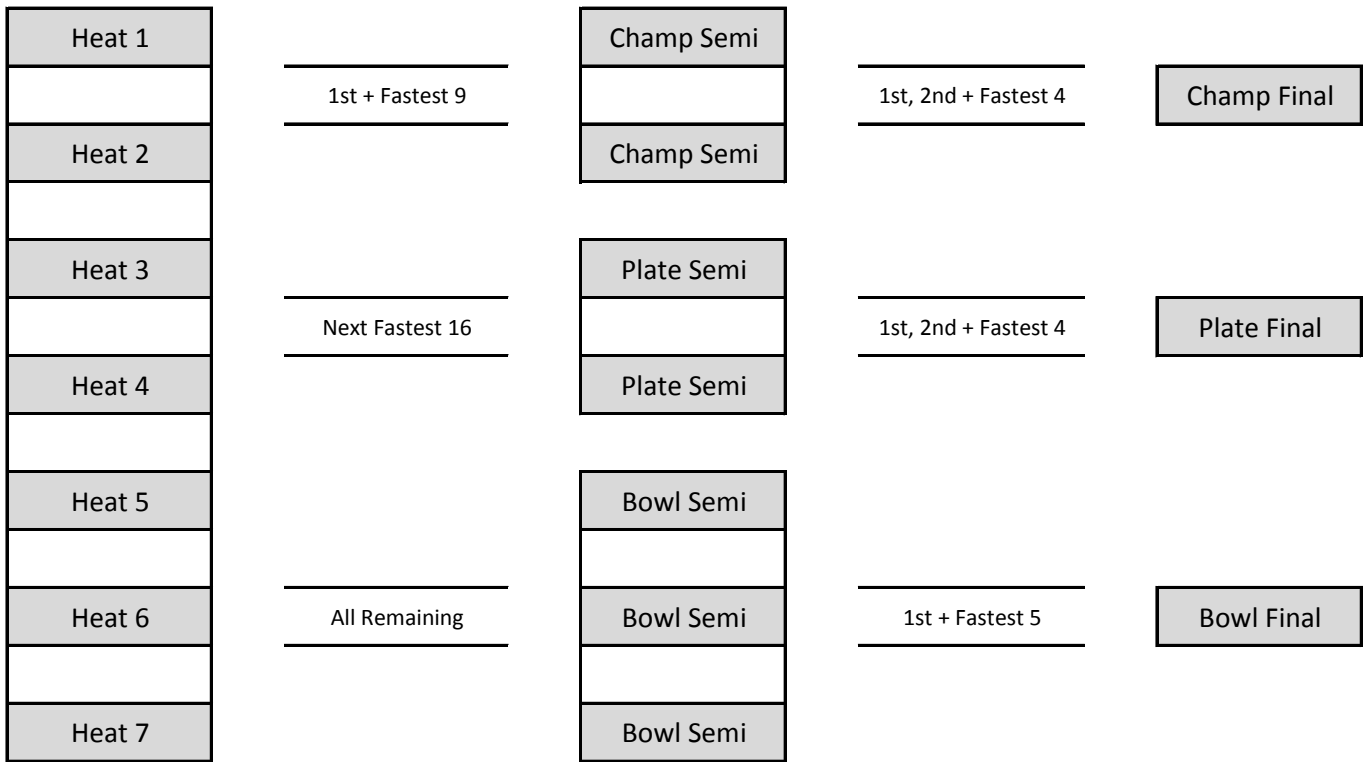 Heat 1
Champ Semi
1st + Fastest 9
1st, 2nd + Fastest 4
Champ Final
Heat 2
Champ Semi
Heat 3
Plate Semi
Next Fastest 16
1st, 2nd + Fastest 4
Plate Final
Heat 4
Plate Semi
Heat 5
Bowl Semi
Heat 6
All Remaining
Bowl Semi
1st + Fastest 5
Bowl Final
Heat 7
Bowl Semi